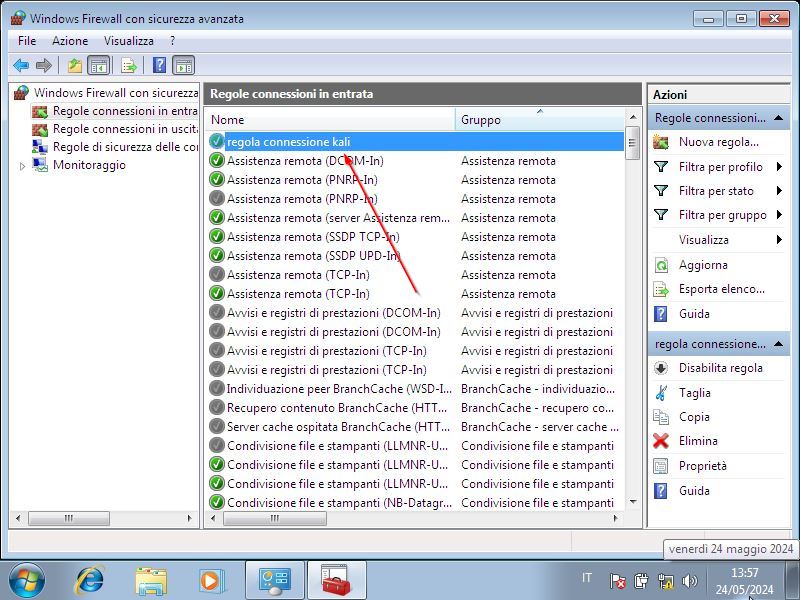 Windows Firewall con sicurezza avanzata
File Azione Visualizza ?
Windows Firewall con sicurezza
Regole connessioni in entra
Regole connessioni in uscit
Regole di sicurezza delle co
Monitoraggio
Regole connessioni in entrata
Nome Gruppo
regola connessione kali
Assistenza remota (DCOM-In) Assistenza remota
Assistenza remota (PNRP-In) Assistenza remota
Assistenza remota (PNRP-In) Assistenza remota
Assistenza remota (server Assistenza rem... Assistenza remota
Assistenza remota (SSDP TCP-In) Assistenza remota
Assistenza remota (SSDP UPD-In) Assistenza remota
Assistenza remota (TCP-In) Assistenza remota
Assistenza remota (TCP-In) Assistenza remota
Avvisi e registri di prestazioni (DCOM-In) Avvisi e registri di prestazioni
Avvisi e registri di prestazioni (DCOM-In) Avvisi e registri di prestazioni
Avvisi e registri di prestazioni (TCP-In) Avvisi e registri di prestazioni
Avvisi e registri di prestazioni (TCP-In) Avvisi e registri di prestazioni
Individuazione peer BranchCache (WSD-I... BranchCache - individuazio...
Recupero contenuto BranchCache (HTT... BranchCache - recupero co...
Server cache ospitata BranchCache (HTT... BranchCache - server cache ...
Condivisione file e stampanti (LLMNR-U... Condivisione file e stampanti
Condivisione file e stampanti (LLMNR-U... Condivisione file e stampanti
Condivisione file e stampanti (LLMNR-U... Condivisione file e stampanti
Condivisione file e stampanti (NB-Datagr... Condivisione file e stampanti
Azioni
Regole connessioni...
Nuova regola...
Filtra per profilo
Filtra per stato
Filtra per gruppo
Visualizza
Aggiorna
Esporta elenco...
Guida
regola connessione...
Disabilita regola
Taglia
Copia
Elimina
Proprietà
Guida
venerdì 24 maggio 2024
IT
13:57
24/05/2024